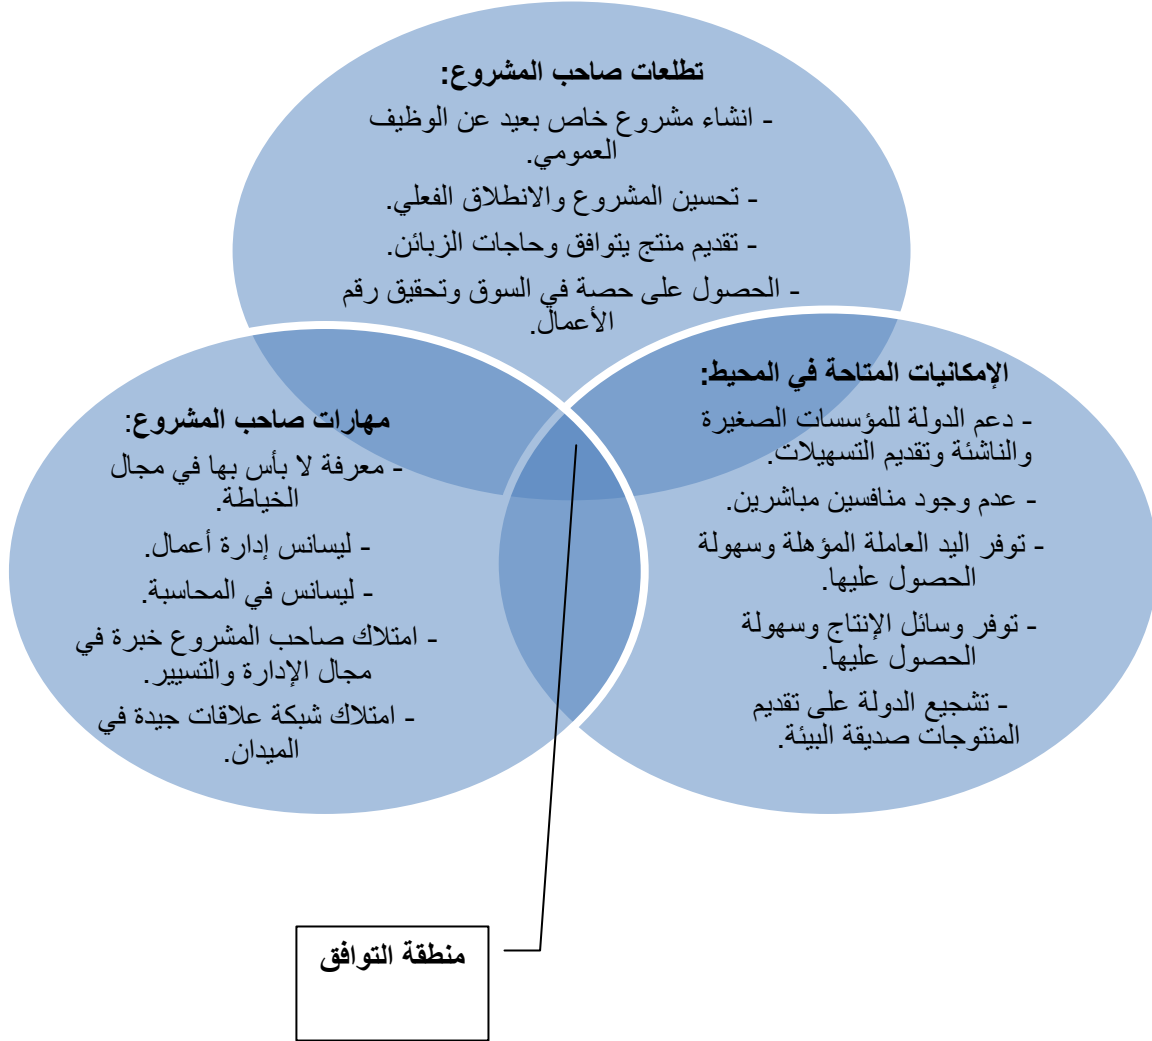 تطلعات صاحب المشروع:
- انشاء مشروع خاص بعيد عن الوظيف
العمومي.
- تحسين المشروع والانطلاق الفعلي.
- تقديم منتج يتوافق وحاجات الزبائن.
- الحصول على حصة في السوق وتحقيق رقم
الأعمال.
الإمكانيات المتاحة في المحيط:
- دعم الدولة للمؤسسات الصغيرة
والناشئة وتقديم التسهيلات.
- عدم وجود منافسين مباشرين.
- توفر اليد العاملة المؤهلة وسهولة
الحصول عليها.
- توفر وسائل الإنتاج وسهولة
الحصول عليها.
- تشجيع الدولة على تقديم
المنتوجات صديقة البيئة.
مهارات صاحب المشروع:
- معرفة لا بأس بها في مجال
الخياطة.
- ليسانس إدارة أعمال.
- ليسانس في المحاسبة.
- امتلاك صاحب المشروع خبرة في
مجال الإدارة والتسيير.
- امتلاك شبكة علاقات جيدة في
الميدان.
منطقة التوافق